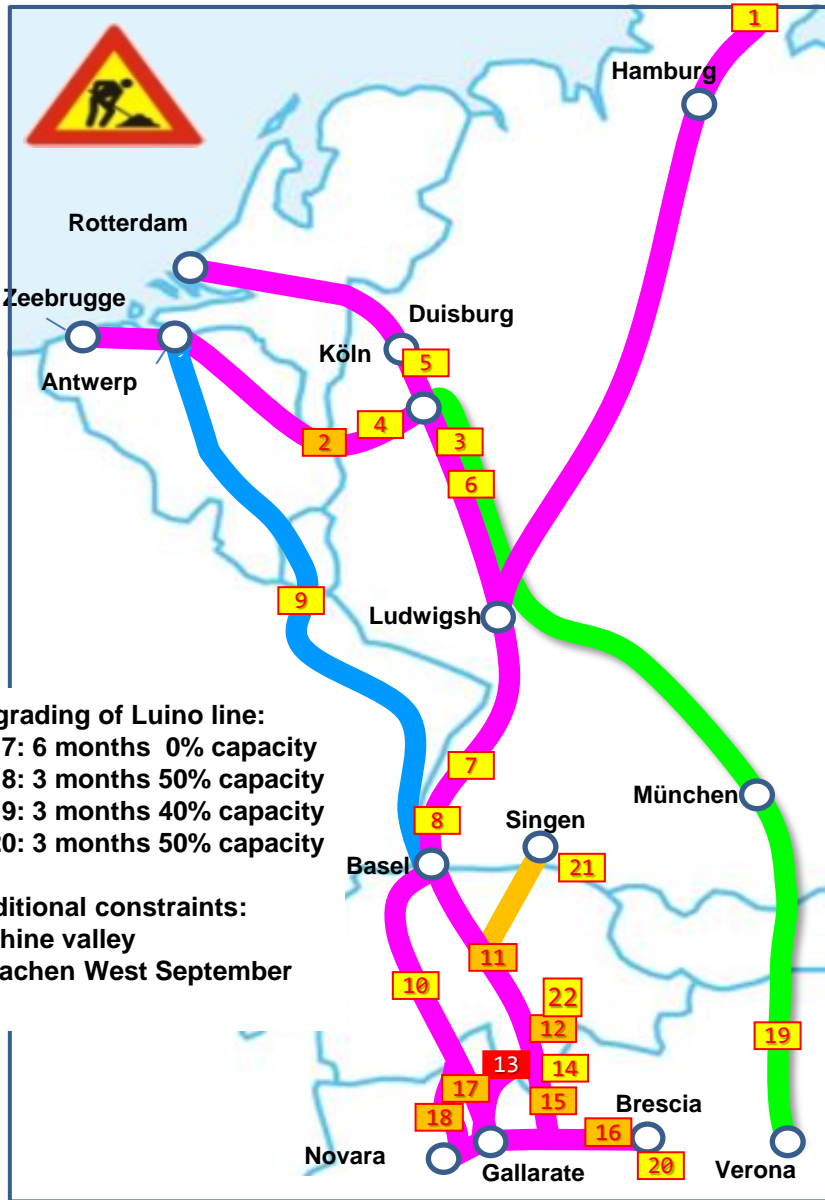 1
Hamburg
Rotterdam
Zeebrugge
Duisburg
Köln
5
Antwerp
4
2
3
6
9
Ludwigsh
grading of Luino line:
7: 6 months 0% capacity
8: 3 months 50% capacity
19: 3 months 40% capacity
20: 3 months 50% capacity
7
München
8
Singen
Basel
21
ditional constraints:
hine valley
achen West September
11
10
22
12
19
13
14
17
15
18
Brescia
16
Novara
Gallarate
20
Verona